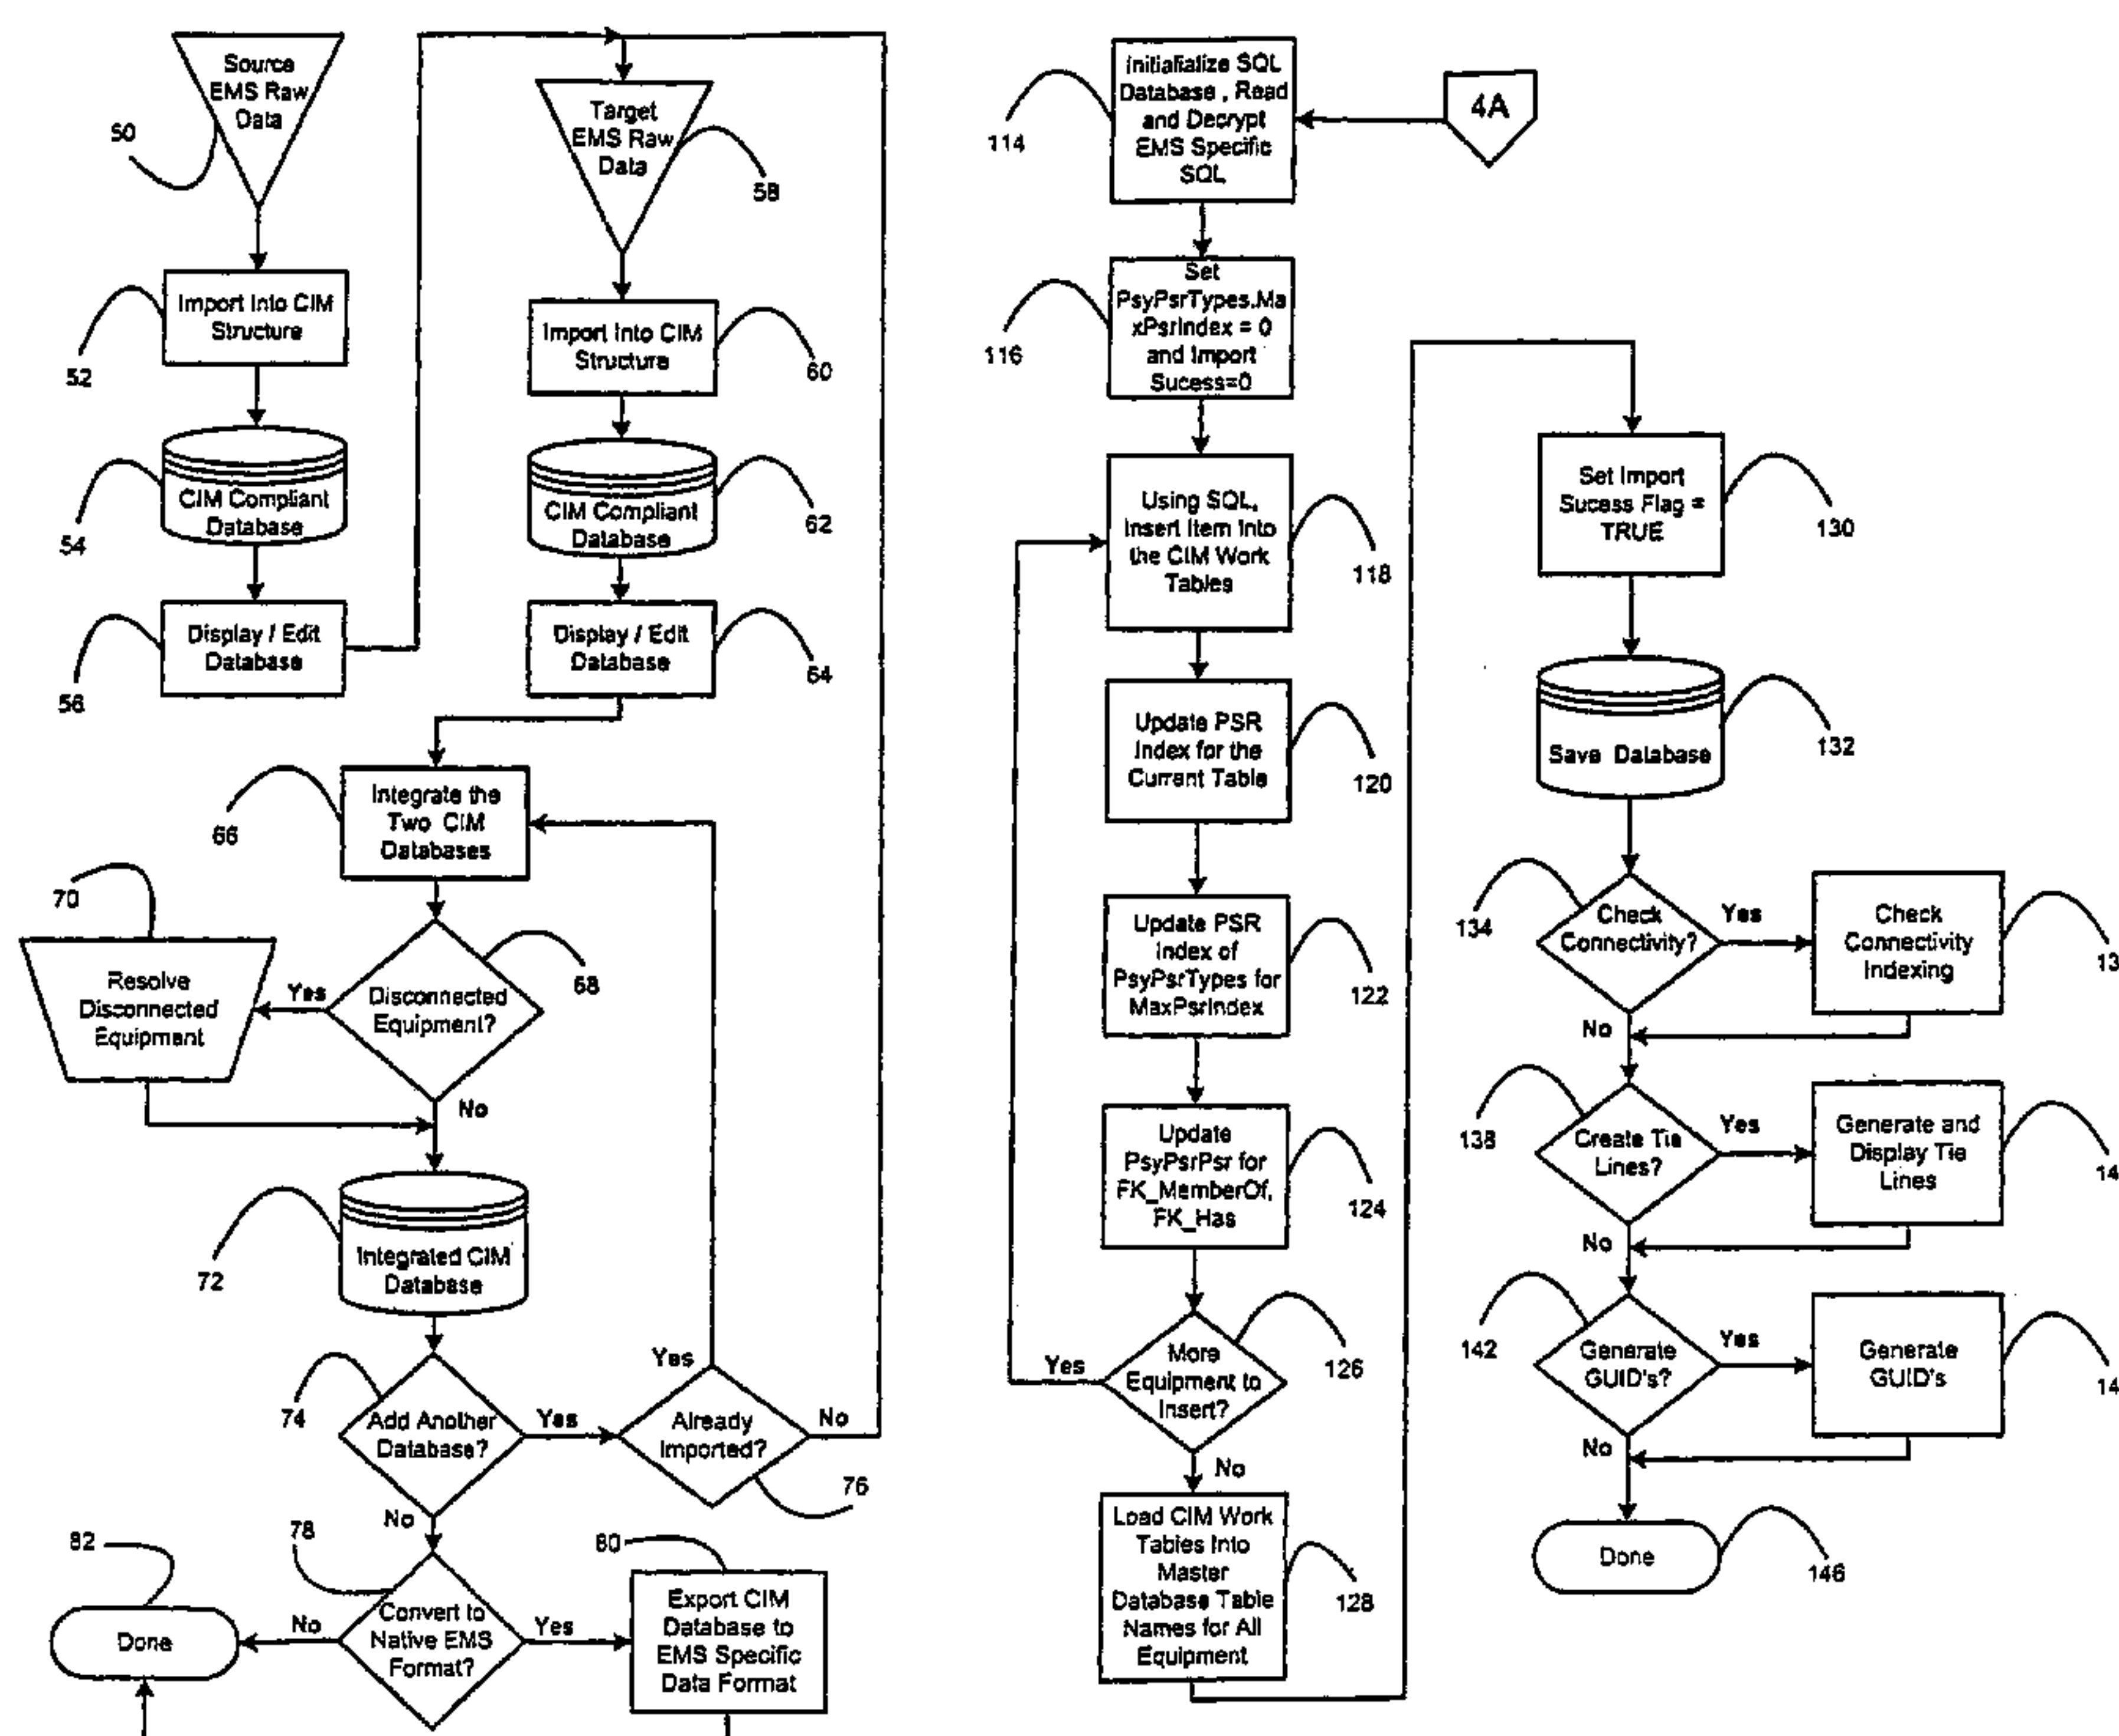 Source
EMS Raw
Data
50
Import Into CIM
Structure
52
CIM Compliant
Database
54
Display / Edit
Database
56
Target
EMS Raw
Data
58
Import Into CIM
Structure
60
CIM Compliant
Database
62
Display / Edit
Database
64
Integrate the
Two CIM
Databases
66
70
Resolve
Disconnected
Equipment
Yes
Disconnected
Equipment?
68
No
Integrated CIM
Database
72
74
Add Another
Database?
Yes
Yes
Already
Imported?
No
76
No
82
78
80
Done
No
Convert to
Native EMS
Format?
Yes
Export CIM
Database to
EMS Specific
Data Format
Initialialize SQL
Database , Read
and Decrypt
EMS Specific
SQL
114
4A
Set
PsyPsrTypes.Ma
xPsrIndex = 0
and Import
Sucess=0
116
Using SQL,
Insert Item Into
the CIM Work
Tables
118
Update PSR
Index for the
Current Table
120
Update PSR
Index of
PsyPsrTypes for
MaxPsrIndex
122
Update
PsyPsrPsr for
FK_MemberOf,
FK_Has
124
Yes
More
Equipment to
Insert?
126
No
Load CIM Work
Tables Into
Master
Database Table
Names for All
Equipment
128
Set Import
Sucess Flag =
TRUE
130
Save Database
132
134
Check
Connectivity?
Yes
Check
Connectivity
Indexing
13
No
138
Create Tie
Lines?
Yes
Generate and
Display Tie
Lines
14
No
142
Generate
GUID's?
Yes
Generate
GUID's
14
No
Done
146